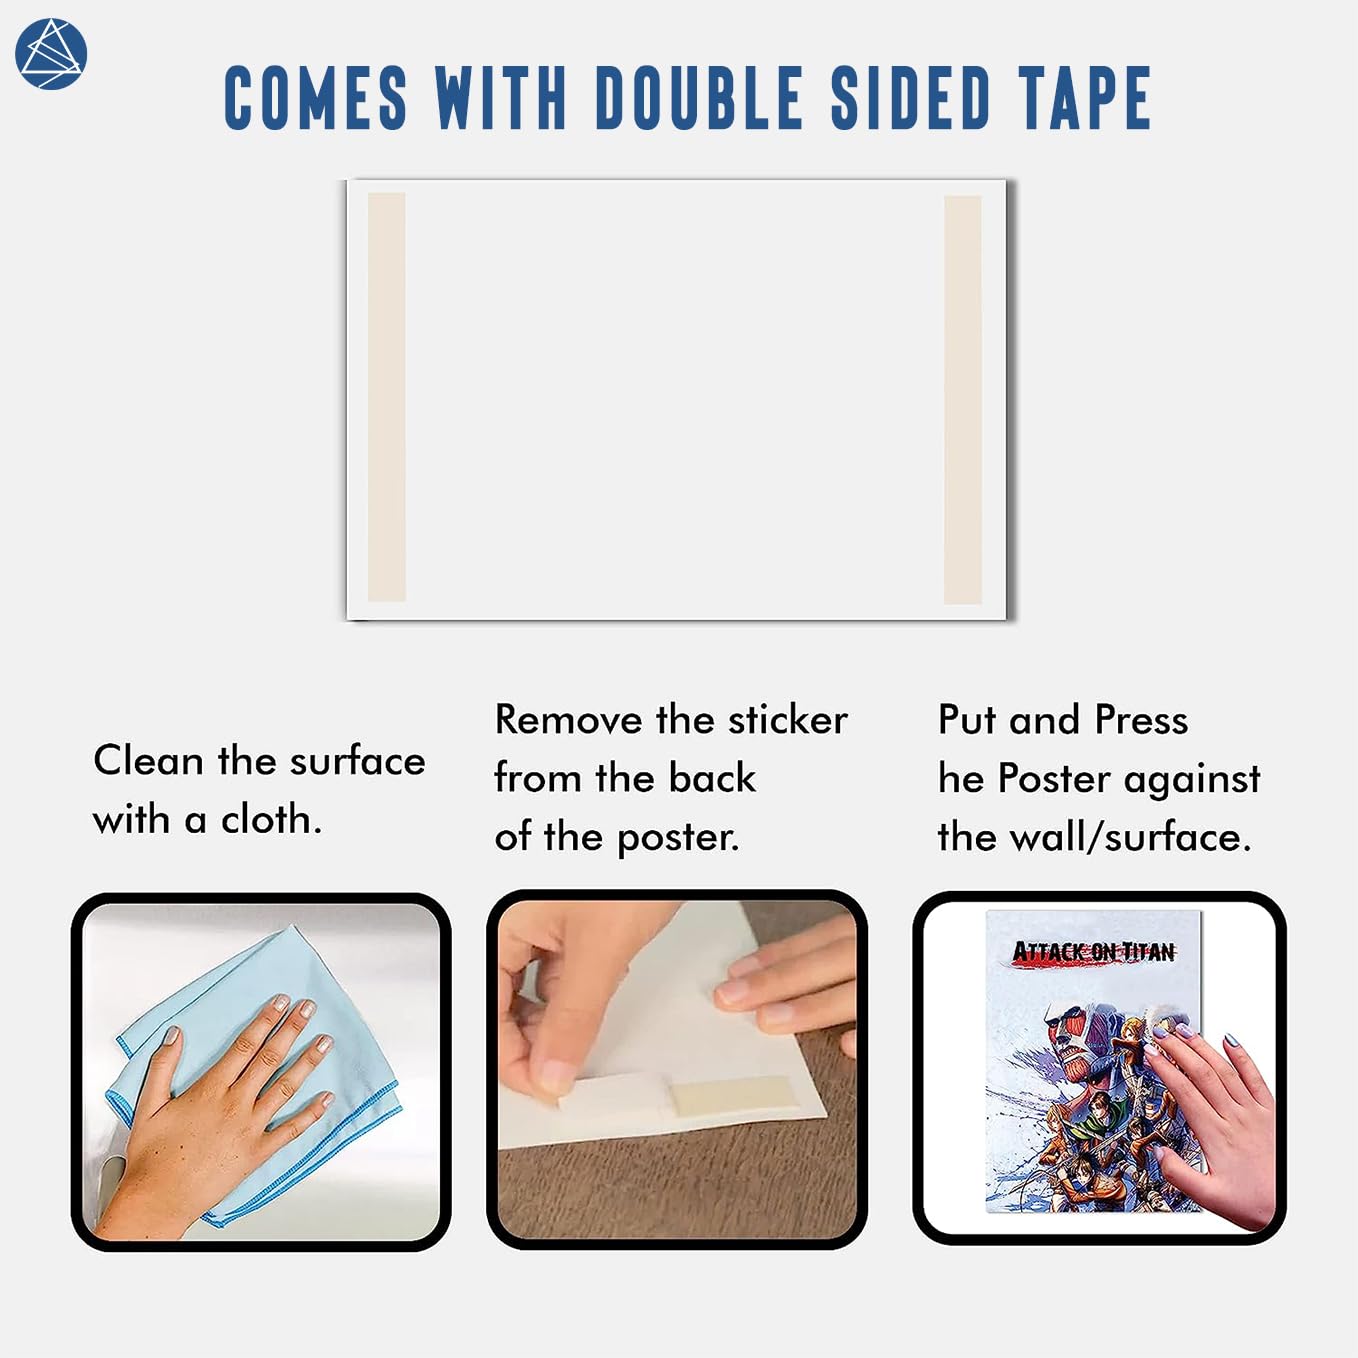 COMES WITH DOUBLE SIDED TAPE
Clean the surface
with a cloth.
Remove the sticker
from the back
of the poster.
Put and Press
he Poster against
the wall/surface.
ATTACK ON TITAN